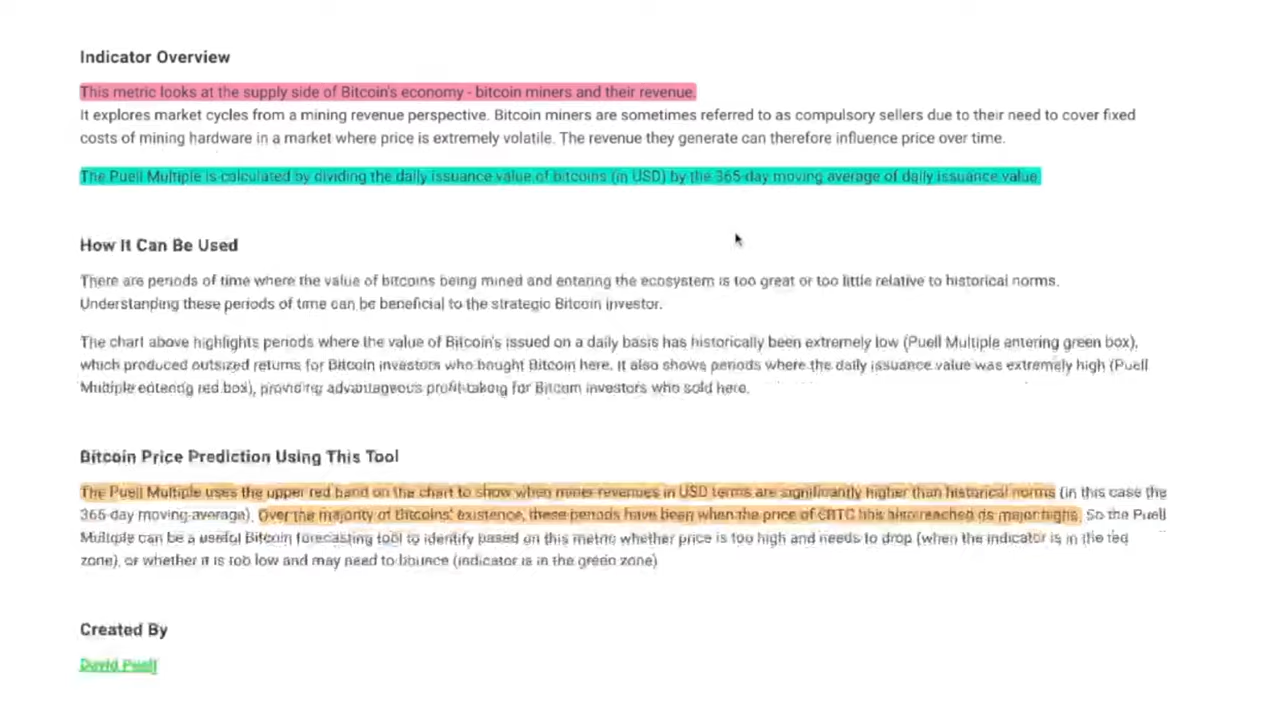 Indicator Overview
This metric looks at the supply side of Bitcoin's economy - bitcoin miners and their revenue.
It explores market cycles from a mining revenue perspective. Bitcoin miners are sometimes referred to as compulsory sellers due to their need to cover fixed
costs of mining hardware in a market where price is extremely volatile. The revenue they generate can therefore influence price over time.
The Puell Multiple is calculated by dividing the daily issuance value of bitcoins (in USD) by the 365-day moving average of daily issuance value.
How It Can Be Used
There are periods of time where the value of bitcoins being mined and entering the ecosystem is too great or too little relative to historical norms.
Understanding these periods of time can be beneficial to the strategic Bitcoin investor.
The chart above highlights periods where the value of Bitcoin's issued on a daily basis has historically been extremely low (Puell Multiple entering green box),
which produced outsized returns for Bitcoin investors who bought Bitcoin here. It also shows periods where the daily issuance value was extremely high (Puell
Multiple entering red box), providing advantageous profit-taking for Bitcoin investors who sold here.
Bitcoin Price Prediction Using This Tool
The Puell Multiple uses the upper red band on the chart to show when miner revenues in USD terms are significantly higher than historical norms (in this case the
365-day moving-average). Over the majority of Bitcoins' existence, these periods have been when the price of reached its major highs. So the Puell
Multiple can be a useful Bitcoin forecasting tool to identify based on this metric whether price is too high and needs to drop (when the indicator is in the red
zone), or whether it is too low and may need to bounce (indicator is in the green zone)
Created By
David Puell